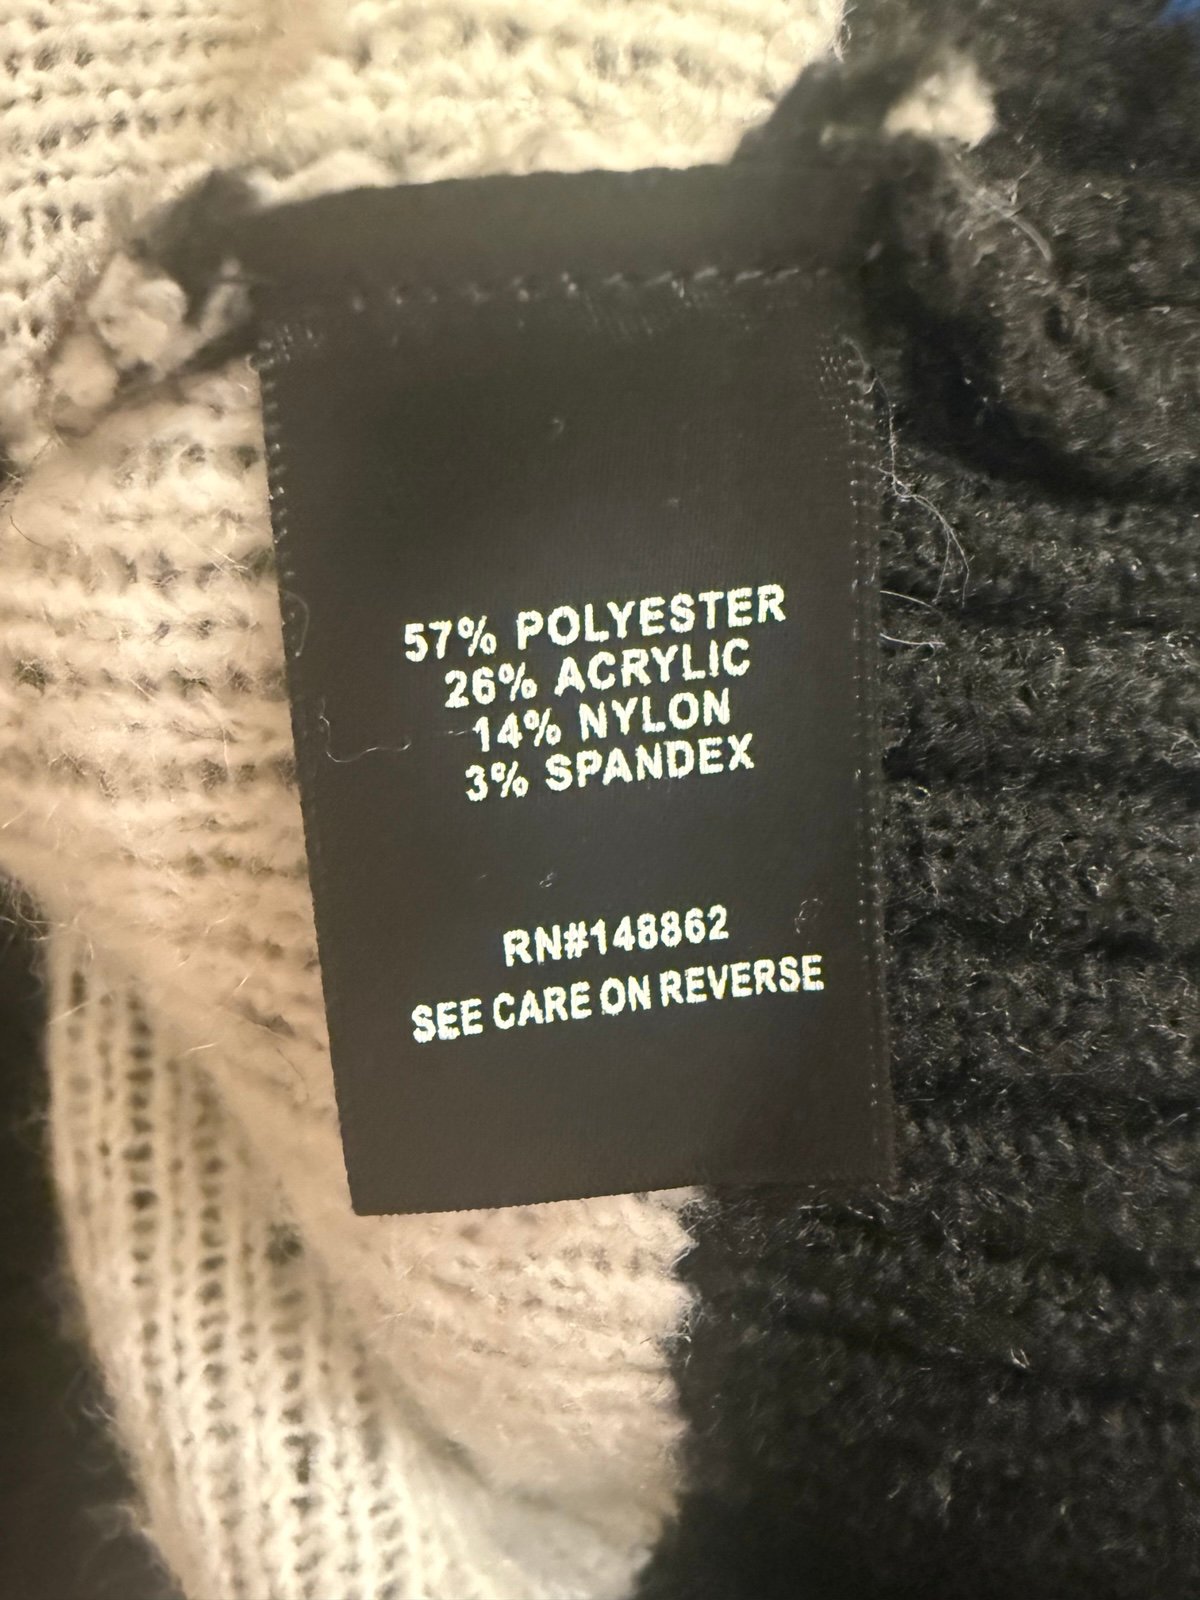 57% POLYESTER
26% ACRYLIC
14% NYLON
3% SPANDEX
RN#148862
SEE CARE ON REVERSE